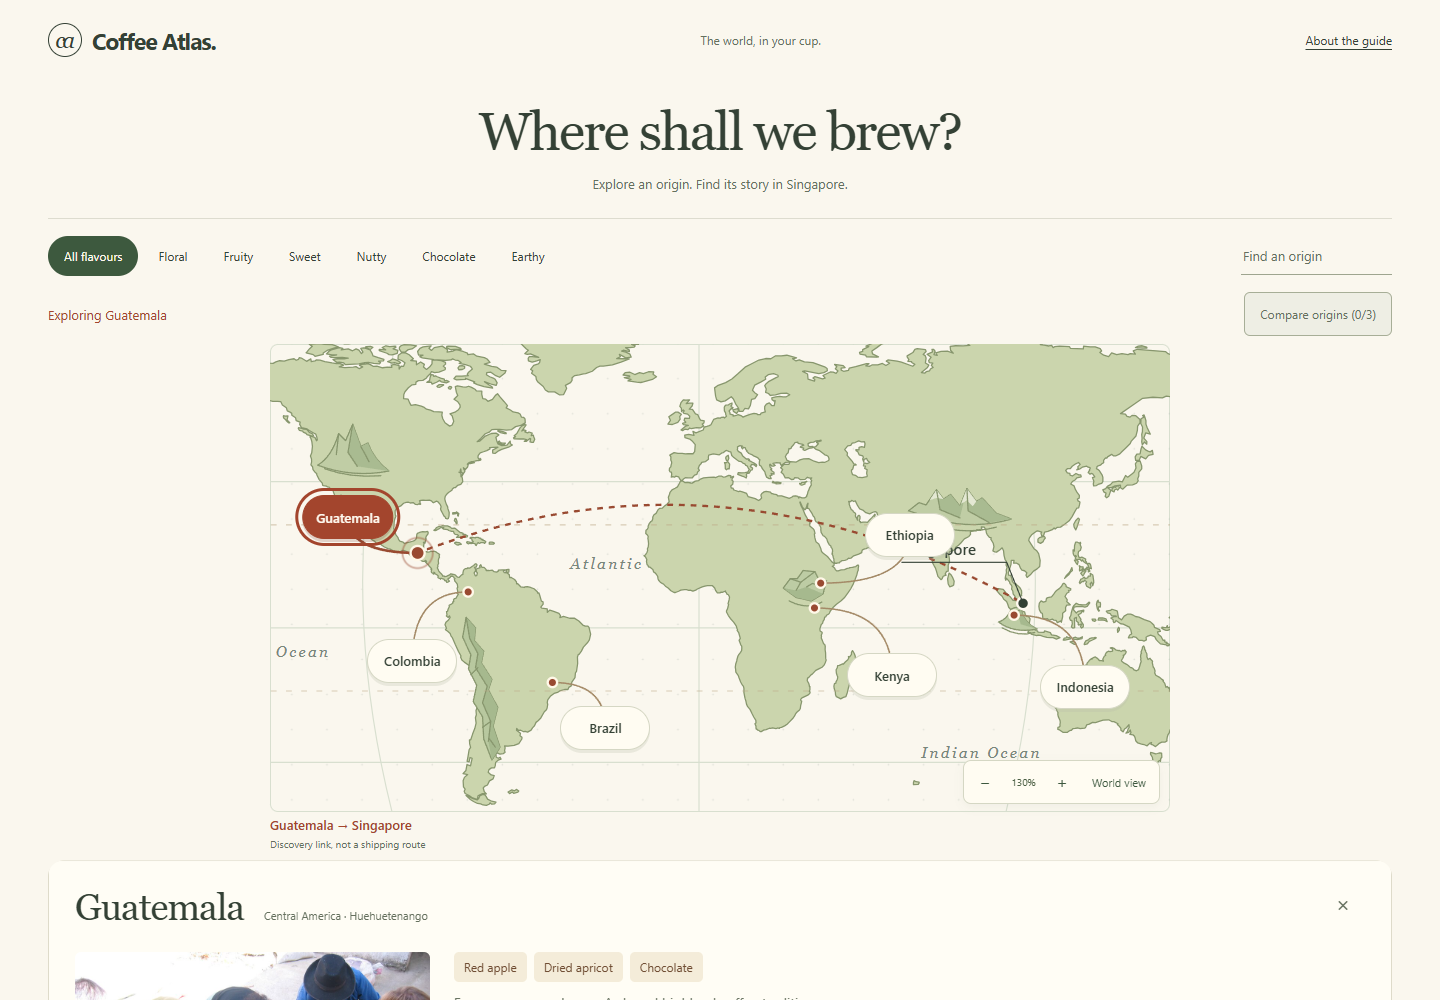 ca Coffee Atlas.
The world, in your cup.
About the guide
Where shall we brew?
Explore an origin. Find its story in Singapore.
All flavours
Floral
Fruity
Sweet
Nutty
Chocolate
Earthy
Find an origin
Exploring Guatemala
Compare origins (0/3)
Guatemala
Ethiopia
pore
Atlantic
Ocean
Colombia
Kenya
Indonesia
Brazil
Indian Ocean
− 130% + World view
Guatemala → Singapore
Discovery link, not a shipping route
Guatemala
Central America · Huehuetenango
×
Red apple
Dried apricot
Chocolate